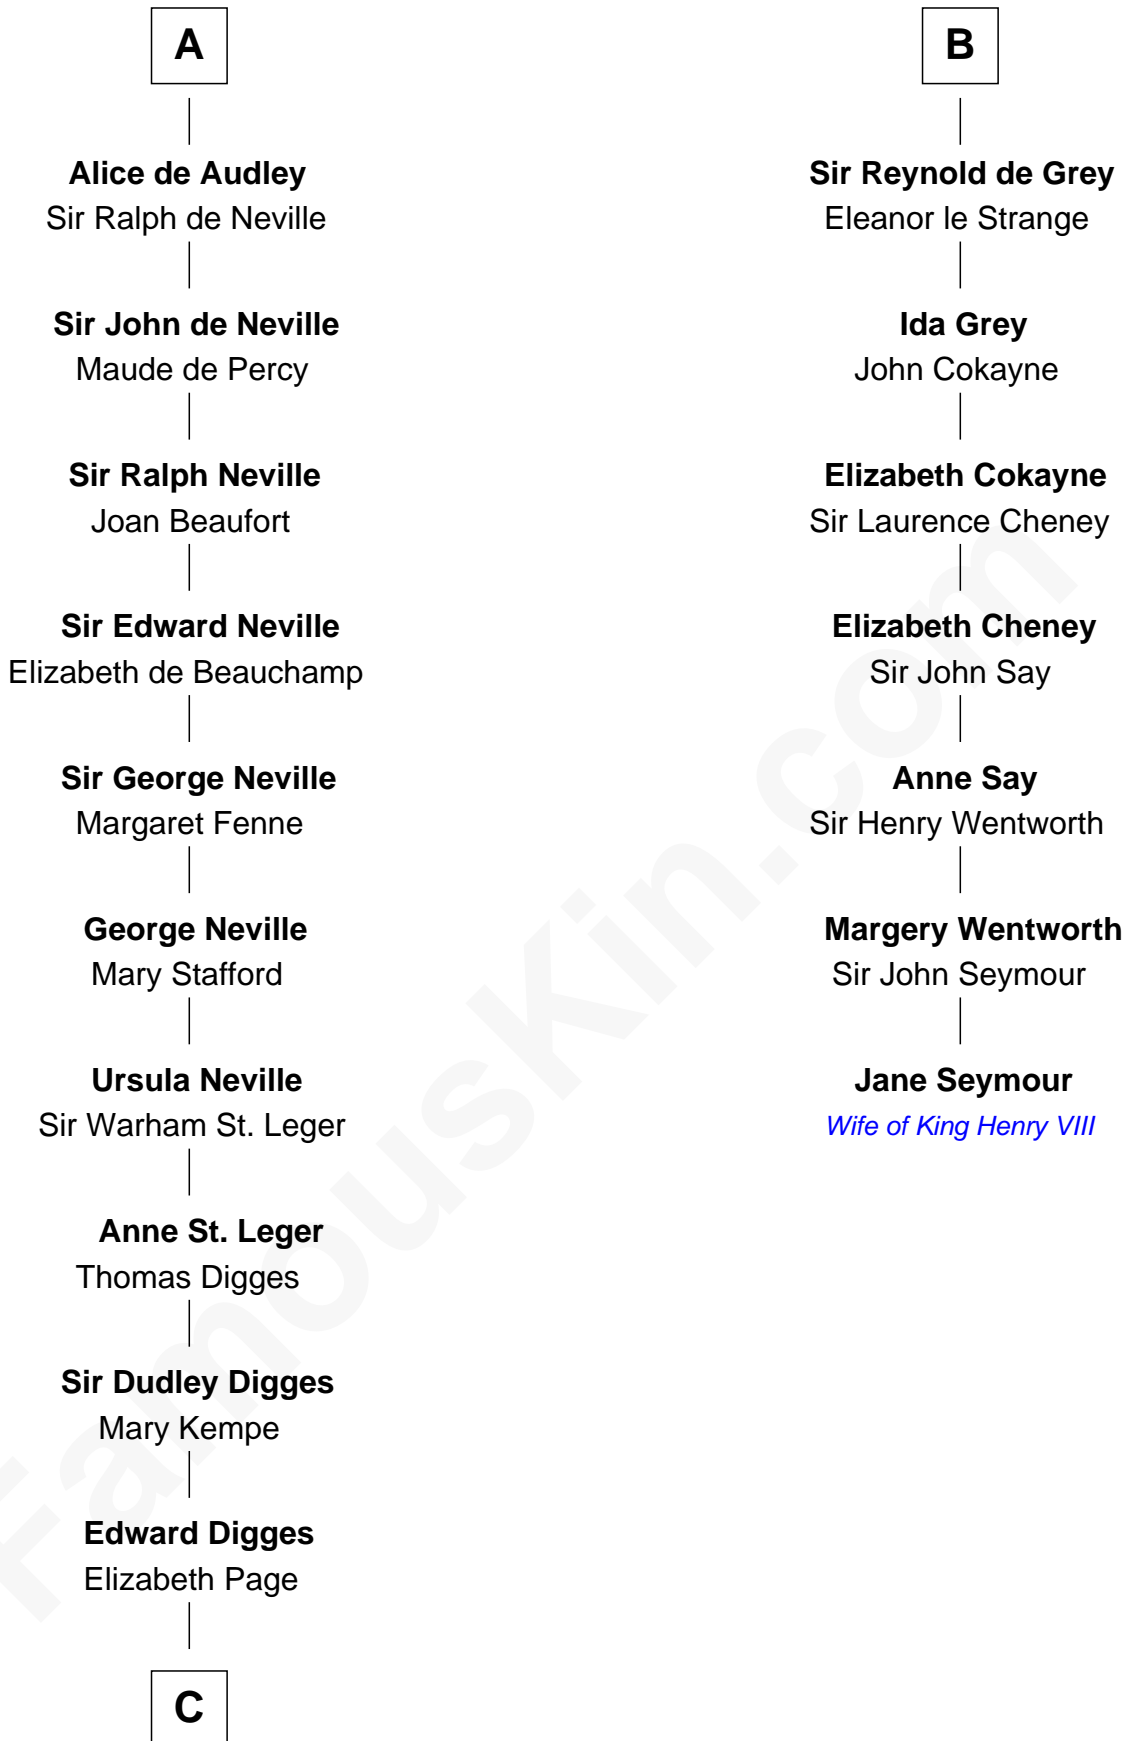 A
Alice de Audley
Sir Ralph de Neville
Sir John de Neville
Maude de Percy
Sir Ralph Neville
Joan Beaufort
Sir Edward Neville
Elizabeth de Beauchamp
Sir George Neville
Margaret Fenne
George Neville
Mary Stafford
Ursula Neville
Sir Warham St. Leger
Anne St. Leger
Thomas Digges
Sir Dudley Digges
Mary Kempe
Edward Digges
Elizabeth Page
C
B
Sir Reynold de Grey
Eleanor le Strange
Ida Grey
John Cokayne
Elizabeth Cokayne
Sir Laurence Cheney
Elizabeth Cheney
Sir John Say
Anne Say
Sir Henry Wentworth
Margery Wentworth
Sir John Seymour
Jane Seymour
Wife of King Henry VIII
FamousKin.com